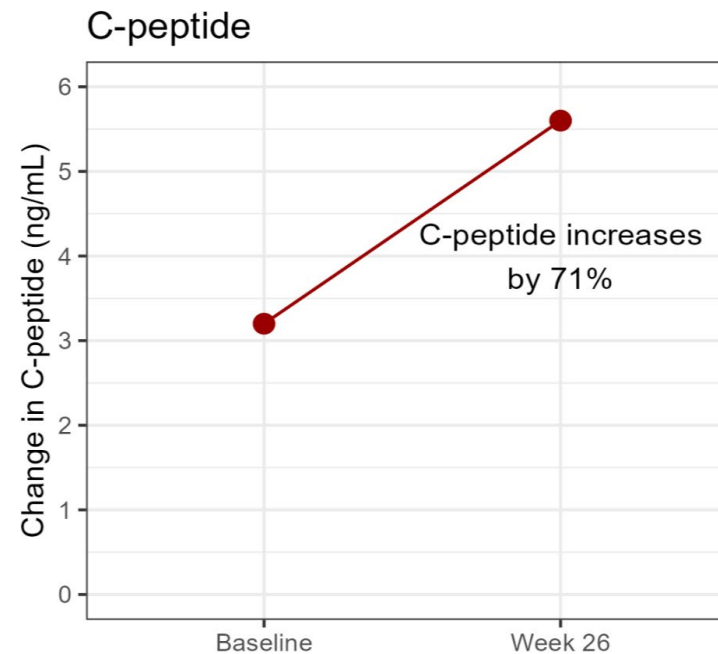 C-peptide
Change in C-peptide (ng/mL)
6
5
4
3
2
1
0
C-peptide increases
by 71%
Baseline
Week 26